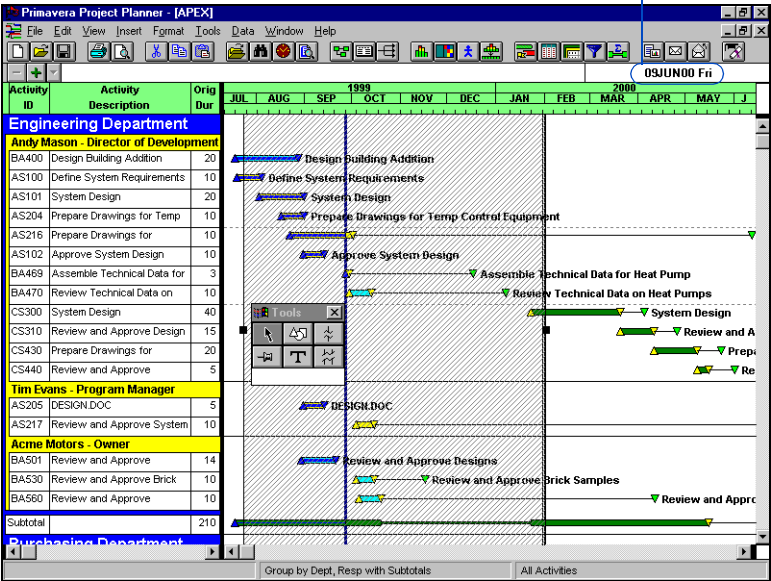 Primavera Project Planner - [APEX]
File Edit View Insert Format Tools Data Window Help
09JUN00 Fri
Activity ID Activity Description Orig Dur
1999 2000
JUL AUG SEP OCT NOV DEC JAN FEB MAR APR MAY J
Engineering Department
Andy Mason - Director of Development
BA400 Design Building Addition 20 Design Building Addition
AS100 Define System Requirements 10 Define System Requirements
AS101 System Design 20 System Design
AS204 Prepare Drawings for Temp 10 Prepare Drawings for Temp Control Equipment
AS216 Prepare Drawings for 10
AS102 Approve System Design 10 Approve System Design
BA469 Assemble Technical Data for 3 Assemble Technical Data for Heat Pump
BA470 Review Technical Data on 10 Review Technical Data on Heat Pumps
CS300 System Design 40 System Design
CS310 Review and Approve Design 15 Review and A
CS430 Prepare Drawings for 20 Prepa
CS440 Review and Approve 5 Re
Tools
T
Tim Evans - Program Manager
AS205 DESIGN.DOC 5 DESIGN.DOC
AS217 Review and Approve System 10
Acme Motors - Owner
BA501 Review and Approve 14 Review and Approve Designs
BA530 Review and Approve Brick 10 Review and Approve Brick Samples
BA560 Review and Approve 10 Review and Appro
Subtotal 210
Purchasing Department
Group by Dept, Resp with Subtotals All Activities